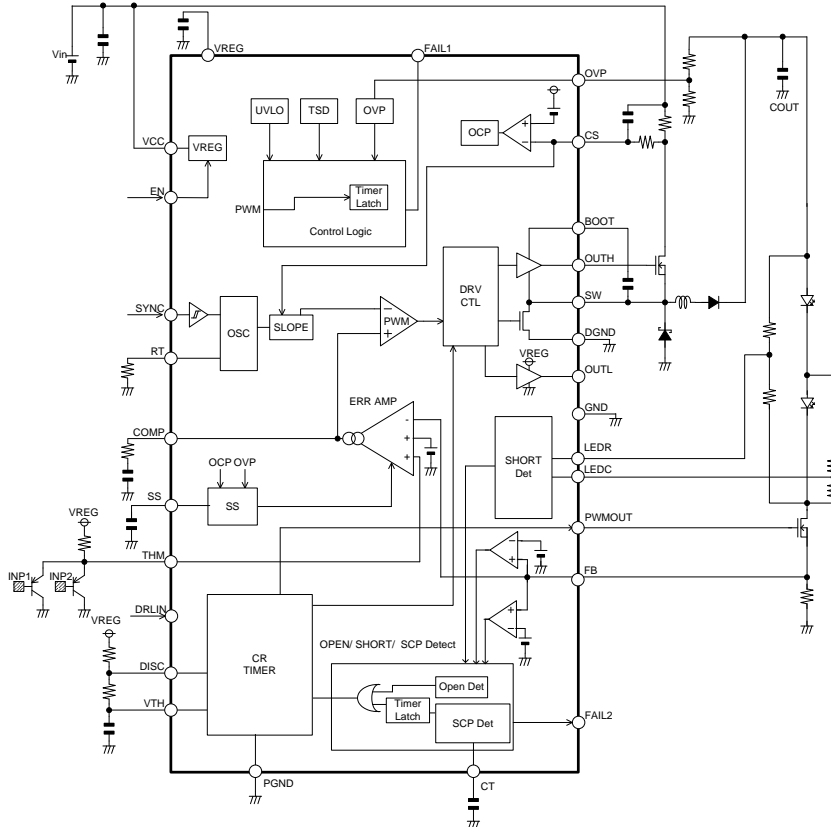 VREG
FAIL1
Vin
OVP
COUT
UVLO
TSD
OVP
OCP
+
−
CS
VCC
VREG
EN
PWM
Timer
Latch
Control Logic
BOOT
OUTH
DRV
CTL
SW
SYNC
OSC
SLOPE
−
+
PWM
DGND
RT
VREG
OUTL
ERR AMP
GND
COMP
-
+
+
LEDR
SHORT
Det
LEDC
OCP OVP
SS
SS
VREG
PWMOUT
THM
−
+
FB
INP1
INP2
DRLIN
+
−
VREG
OPEN/ SHORT/ SCP Detect
CR
TIMER
DISC
Open Det
VTH
Timer
Latch
SCP Det
FAIL2
PGND
CT